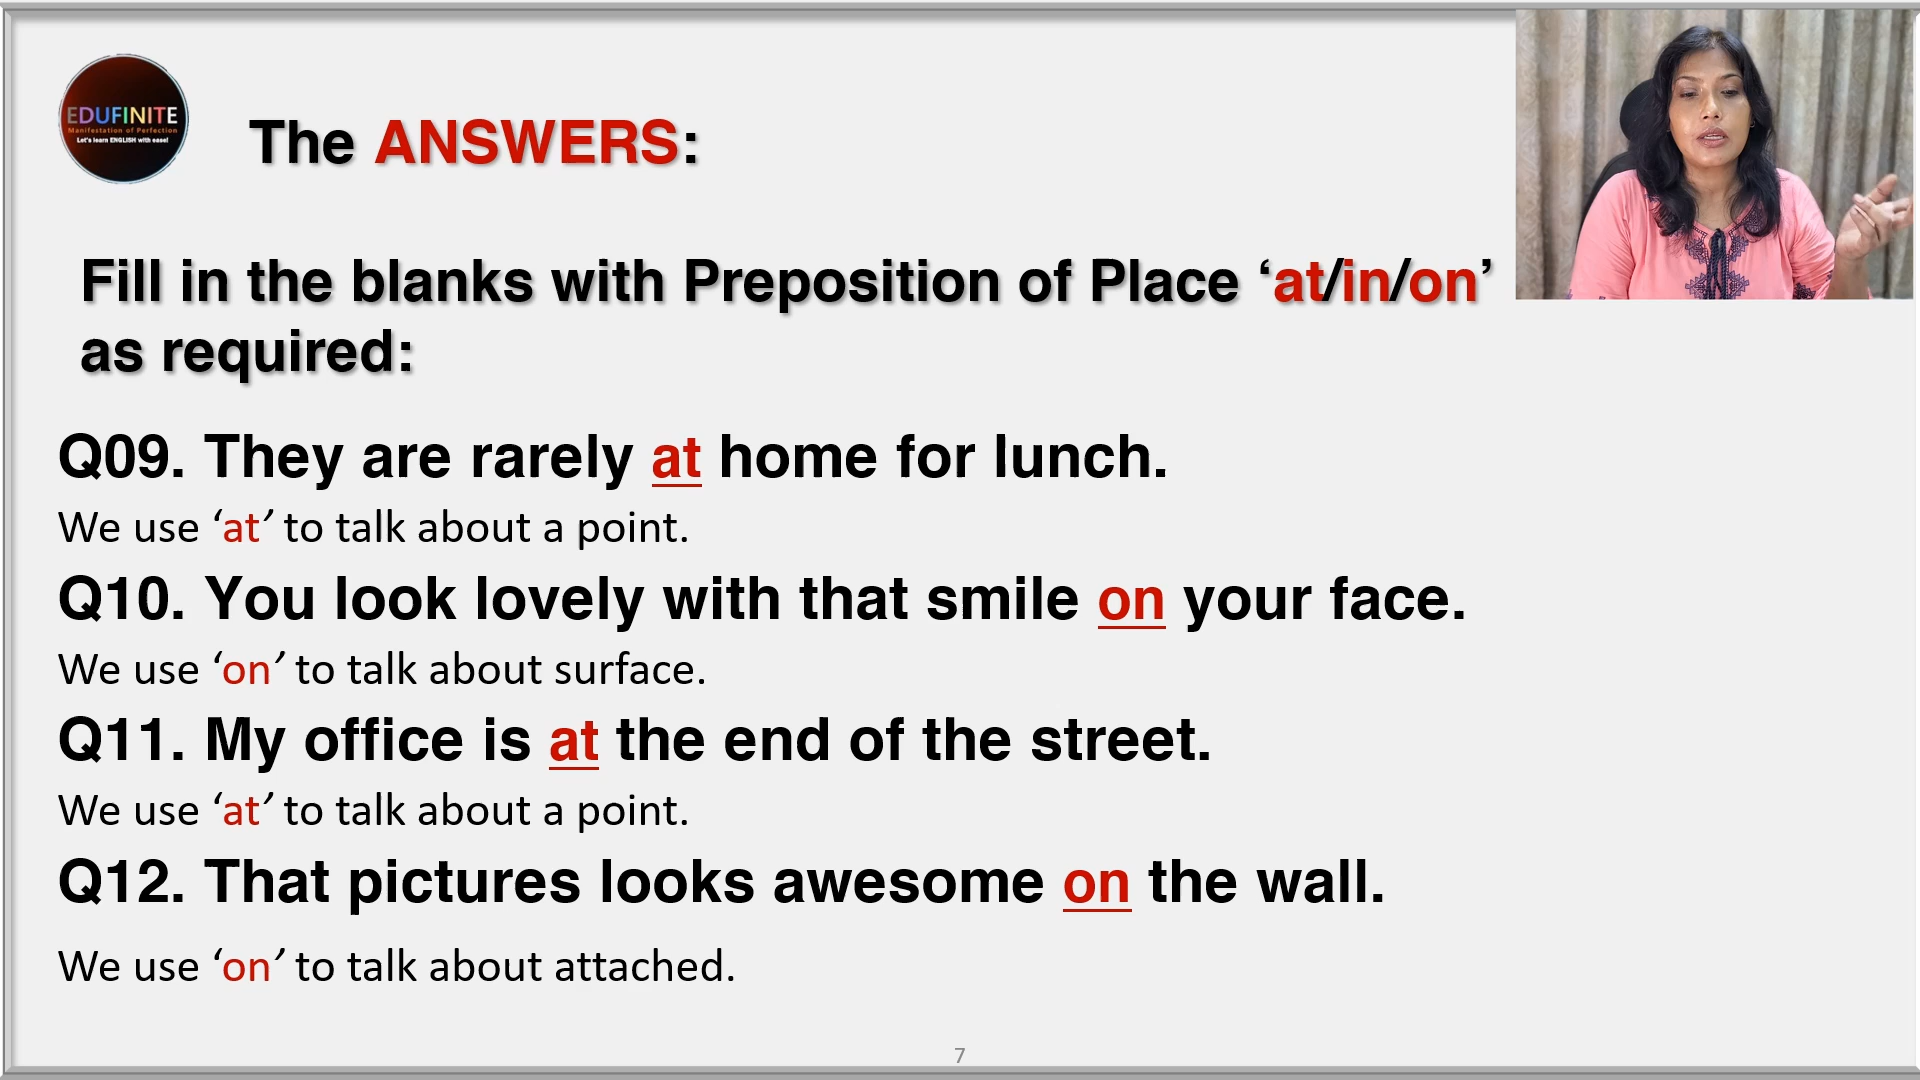 EDUFINITE
Manifestation of Perfection
Let's learn ENGLISH with ease!
The ANSWERS:
Fill in the blanks with Preposition of Place ‘at/in/on’
as required:
Q09. They are rarely at home for lunch.
We use ‘at’ to talk about a point.
Q10. You look lovely with that smile on your face.
We use ‘on’ to talk about surface.
Q11. My office is at the end of the street.
We use ‘at’ to talk about a point.
Q12. That pictures looks awesome on the wall.
We use ‘on’ to talk about attached.
7